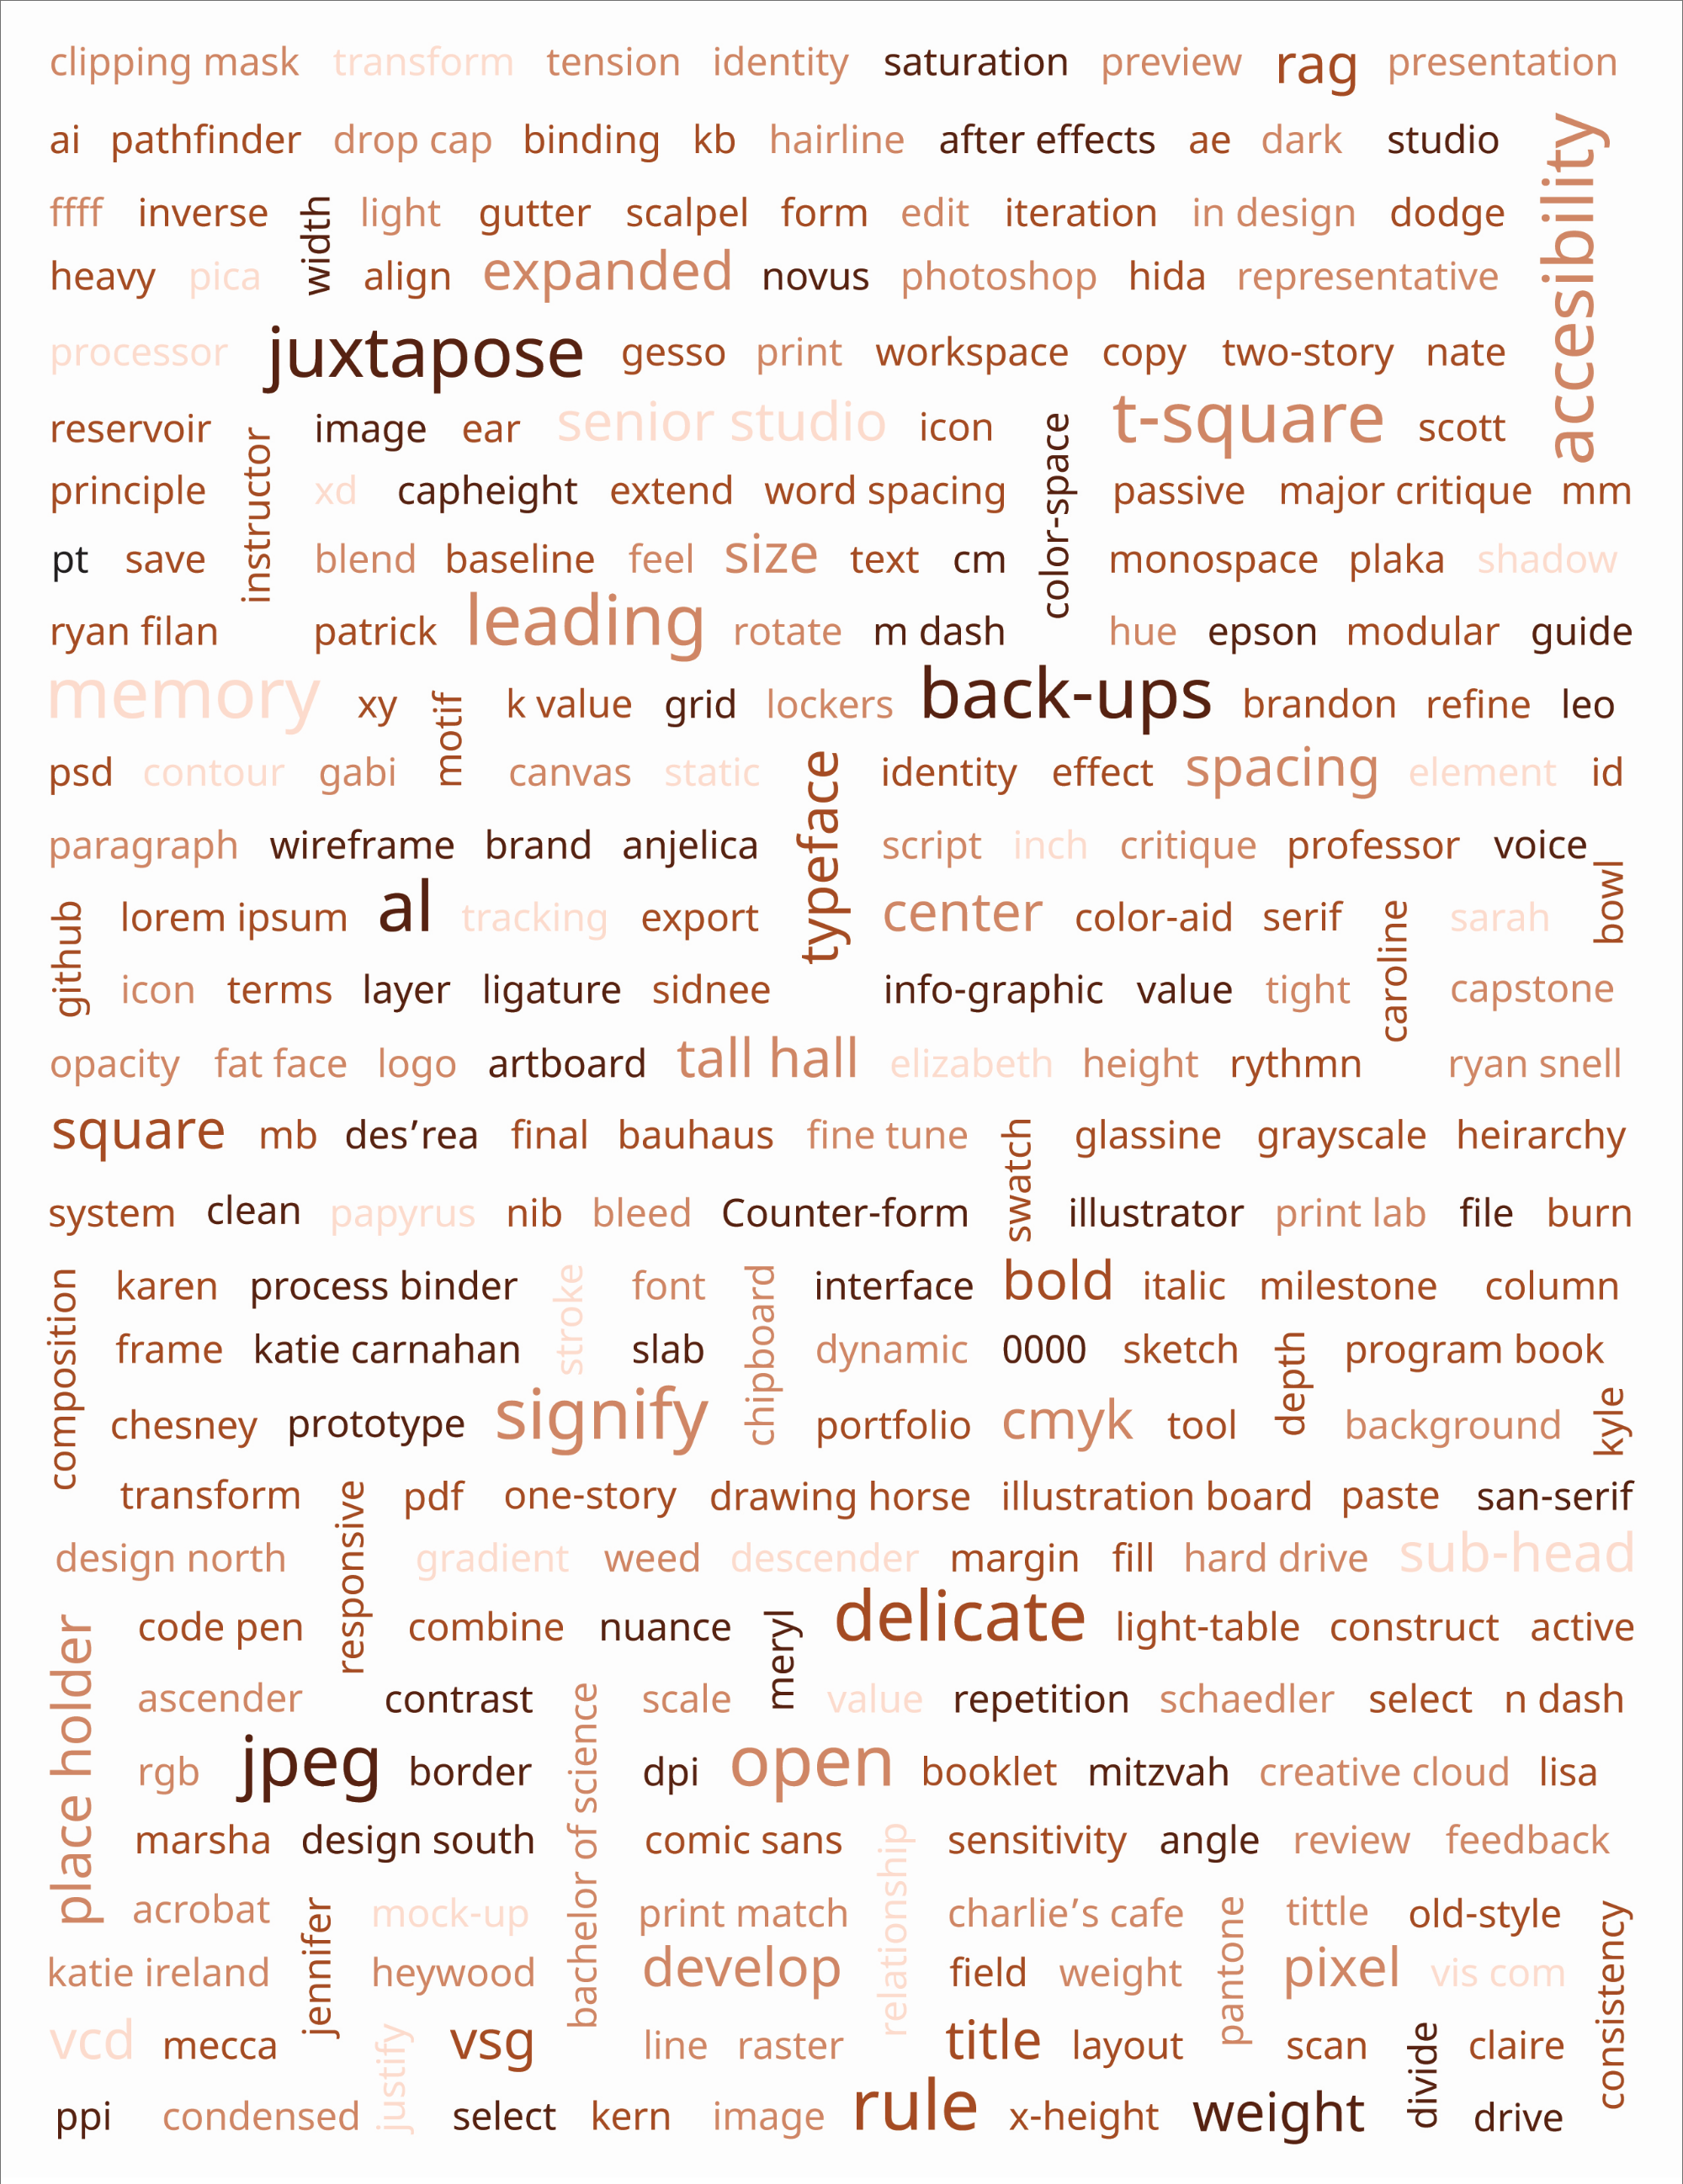 clipping mask transform tension identity saturation preview rag presentation
ai pathfinder drop cap binding kb hairline after effects ae dark studio
accesibility
ffff inverse width light gutter scalpel form edit iteration in design dodge
heavy pica align expanded novus photoshop hida representative
processor juxtapose gesso print workspace copy two-story nate
reservoir image ear senior studio icon t-square scott
instructor
color-space
principle xd capheight extend word spacing passive major critique mm
pt save blend baseline feel size text cm monospace plaka shadow
ryan filan patrick leading rotate m dash hue epson modular guide
memory xy motif k value grid lockers back-ups brandon refine leo
psd contour gabi canvas static identity effect spacing element id
typeface
paragraph wireframe brand anjelica script inch critique professor voice
bowl
github
lorem ipsum al tracking export center color-aid serif caroline sarah
icon terms layer ligature sidnee info-graphic value tight capstone
opacity fat face logo artboard tall hall elizabeth height rythmn ryan snell
square mb des’rea final bauhaus fine tune swatch glassine grayscale heirarchy
system clean papyrus nib bleed Counter-form illustrator print lab file burn
composition
karen process binder stroke font chipboard interface bold italic milestone column
frame katie carnahan slab dynamic 0000 sketch depth program book
chesney prototype signify portfolio cmyk tool background kyle
transform responsive pdf one-story drawing horse illustration board paste san-serif
design north gradient weed descender margin fill hard drive sub-head
place holder
code pen combine nuance meryl delicate light-table construct active
ascender contrast bachelor of science scale value repetition schaedler select n dash
rgb jpeg border dpi open booklet mitzvah creative cloud lisa
marsha design south comic sans relationship sensitivity angle review feedback
acrobat jennifer mock-up print match charlie’s cafe pantone tittle old-style consistency
katie ireland heywood develop field weight pixel vis com
vcd mecca justify vsg line raster title layout scan divide claire
ppi condensed select kern image rule x-height weight drive